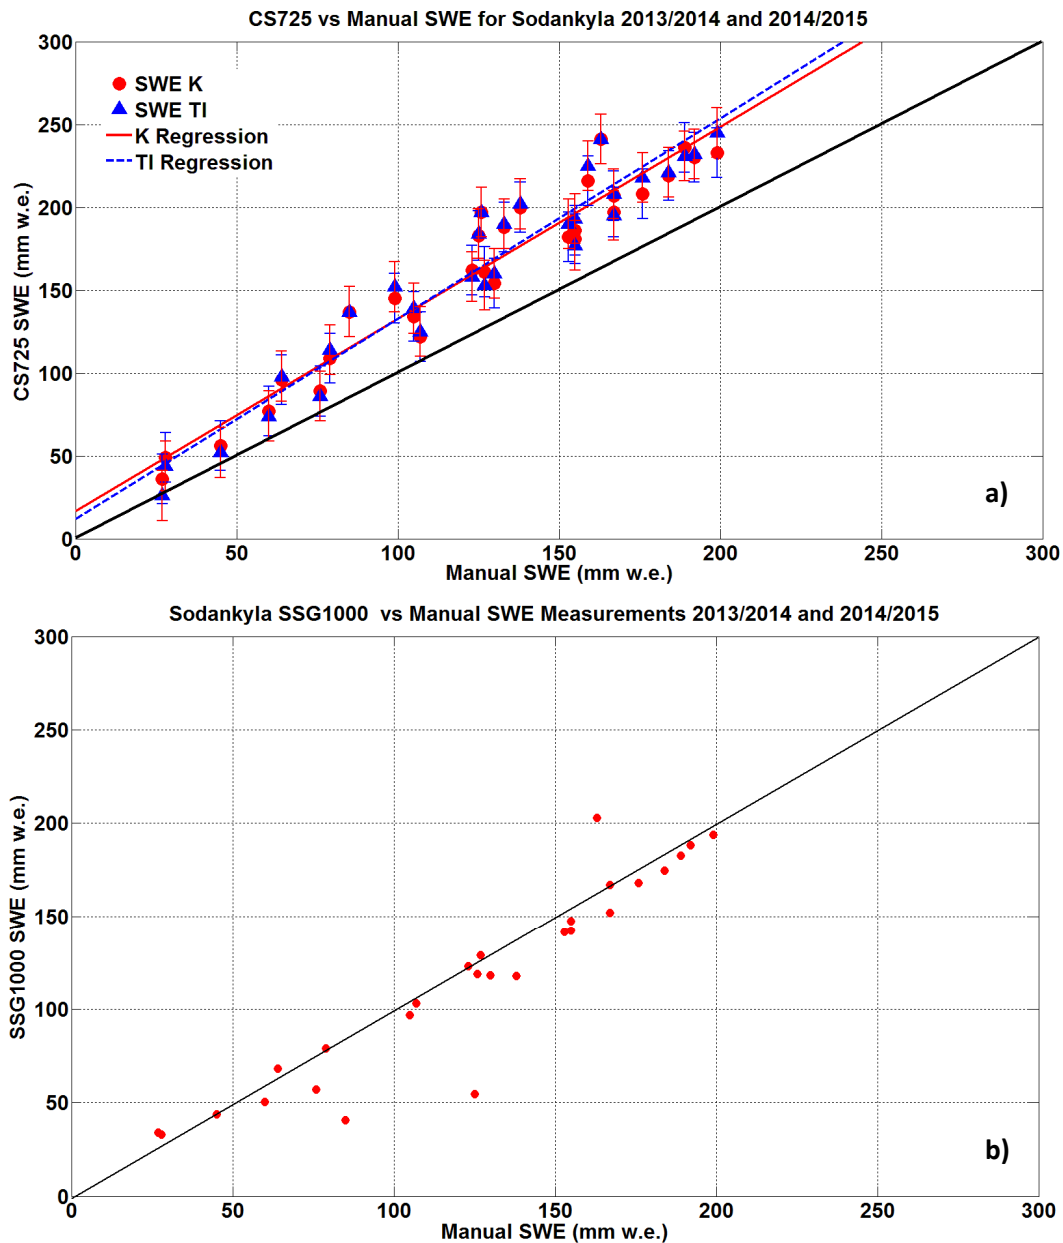 CS725 vs Manual SWE for Sodankyla 2013/2014 and 2014/2015
300
250
200
150
100
50
0
CS725 SWE (mm w.e.)
SWE K
SWE TI
K Regression
TI Regression
a)
0 50 100 150 200 250 300
Manual SWE (mm w.e.)
Sodankyla SSG1000 vs Manual SWE Measurements 2013/2014 and 2014/2015
300
250
200
150
100
50
0
SSG1000 SWE (mm w.e.)
b)
0 50 100 150 200 250 300
Manual SWE (mm w.e.)